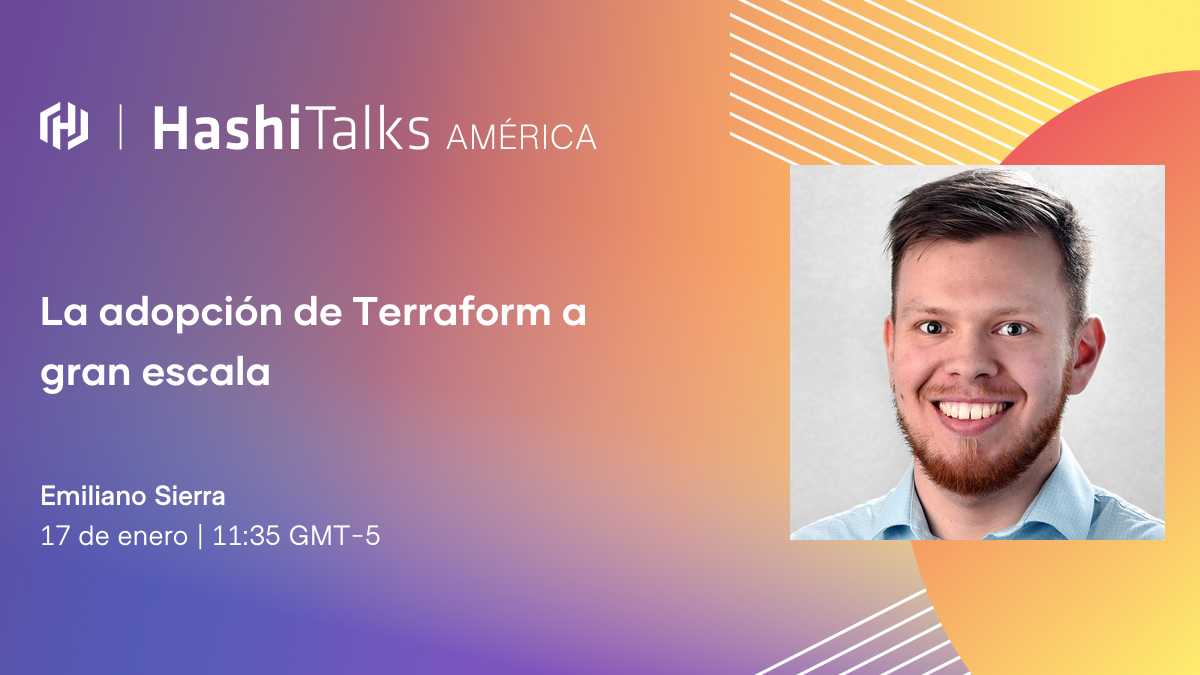 HashiTalks AMÉRICA
La adopción de Terraform a
gran escala
Emiliano Sierra
17 de enero | 11:35 GMT-5